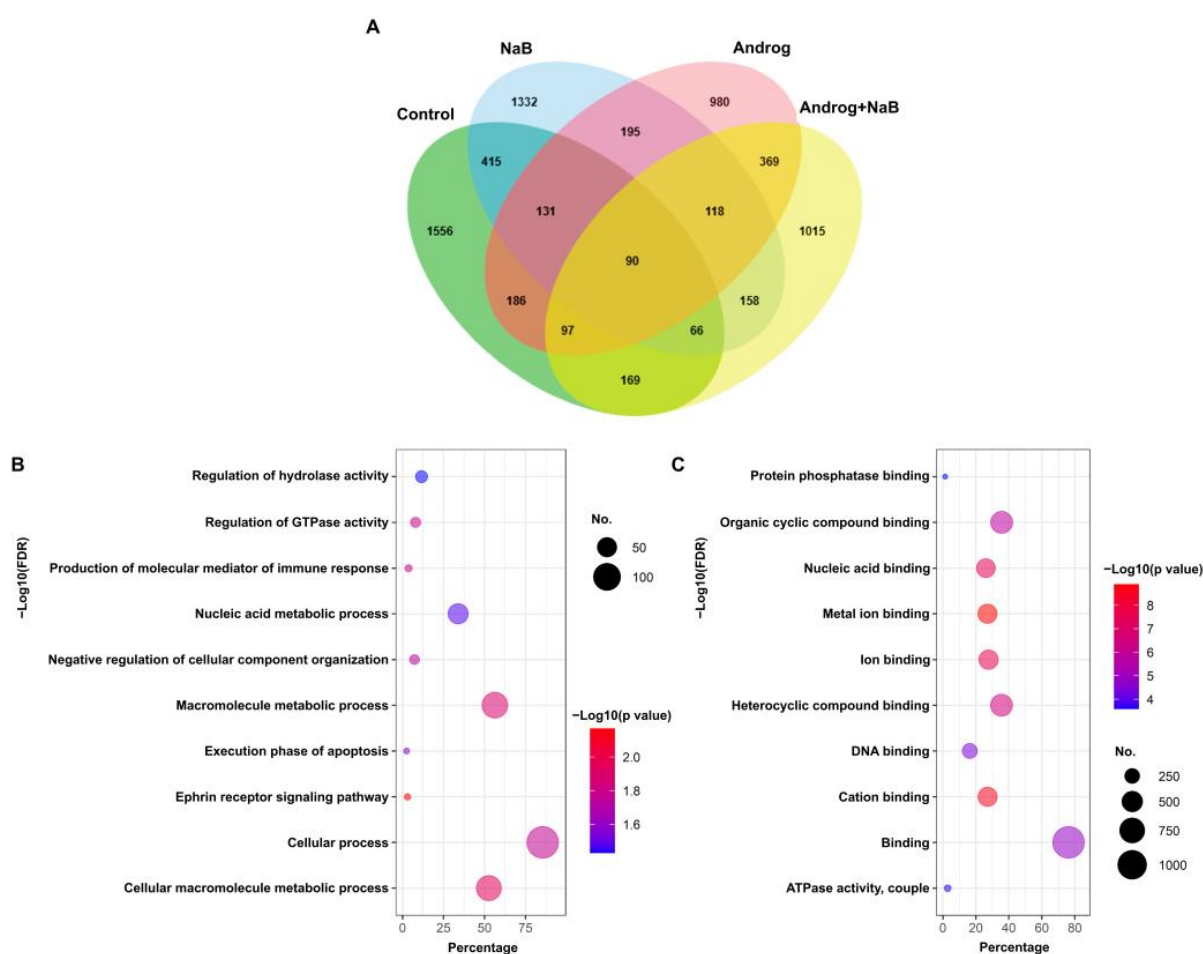 A
NaB
Androg
Control
Androg+NaB
1332
980
195
415
369
131
118
1556
1015
90
186
158
97
66
169
B
−Log10(FDR)
Regulation of hydrolase activity
Regulation of GTPase activity
Production of molecular mediator of immune response
Nucleic acid metabolic process
Negative regulation of cellular component organization
Macromolecule metabolic process
Execution phase of apoptosis
Ephrin receptor signaling pathway
Cellular process
Cellular macromolecule metabolic process
0 25 50 75
Percentage
No.
50
100
−Log10(p value)
2.0
1.8
1.6
C
−Log10(FDR)
Protein phosphatase binding
Organic cyclic compound binding
Nucleic acid binding
Metal ion binding
Ion binding
Heterocyclic compound binding
DNA binding
Cation binding
Binding
ATPase activity, couple
0 20 40 60 80
Percentage
−Log10(p value)
8
7
6
5
4
No.
250
500
750
1000